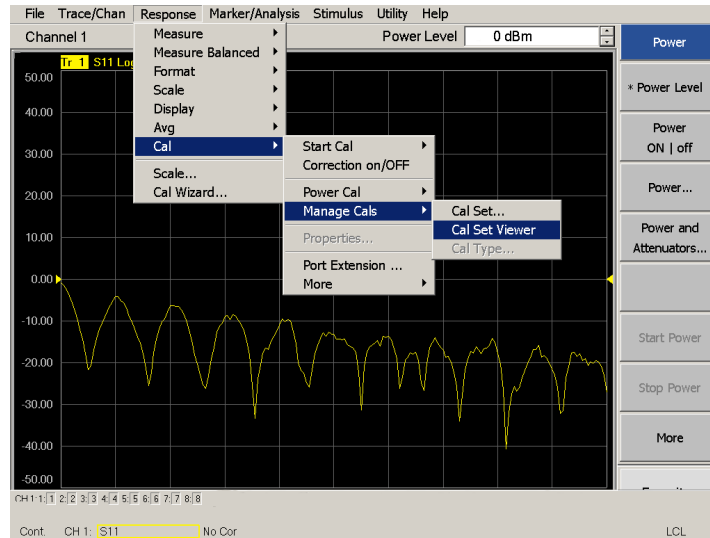 File Trace/Chan Response Marker/Analysis Stimulus Utility Help
Channel 1 Power Level 0 dBm
Tr 1 S11 Log
50.00
40.00
30.00
20.00
10.00
0.00
-10.00
-20.00
-30.00
-40.00
-50.00
Measure
Measure Balanced
Format
Scale
Display
Avg
Cal
Scale...
Cal Wizard...
Start Cal
Correction on/OFF
Power Cal
Manage Cals
Properties...
Port Extension ...
More
Cal Set...
Cal Set Viewer
Cal Type...
Power
* Power Level
Power
ON | off
Power...
Power and
Attenuators...
Start Power
Stop Power
More
CH1:1: 1 2: 2 3: 3 4: 4 5: 5 6: 6 7: 7 8: 8
Cont. CH 1: S11 No Cor LCL